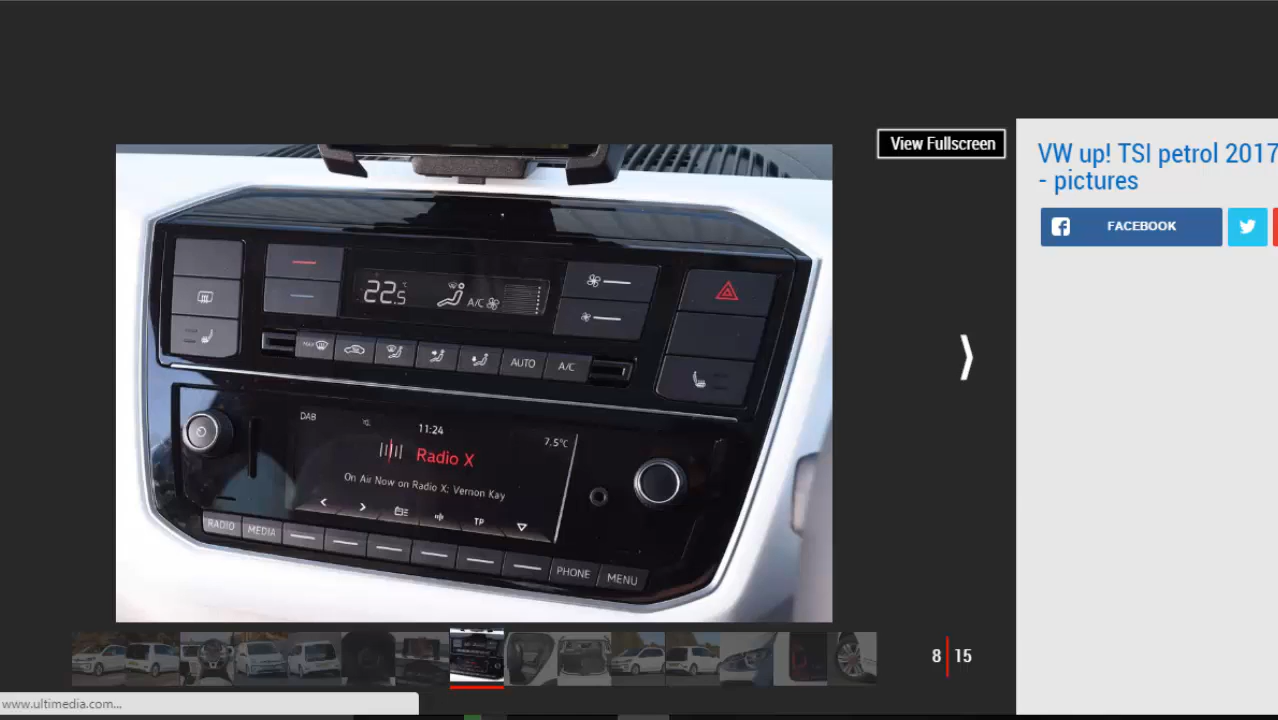 View Fullscreen
VW up! TSI petrol 2017
- pictures
FACEBOOK
22.5 °C
A/C
MAX
AUTO
A/C
DAB
11:24
7.5°C
Radio X
On Air Now on Radio X: Vernon Kay
TP
RADIO
MEDIA
PHONE
MENU
8 15
www.ultimedia.com...